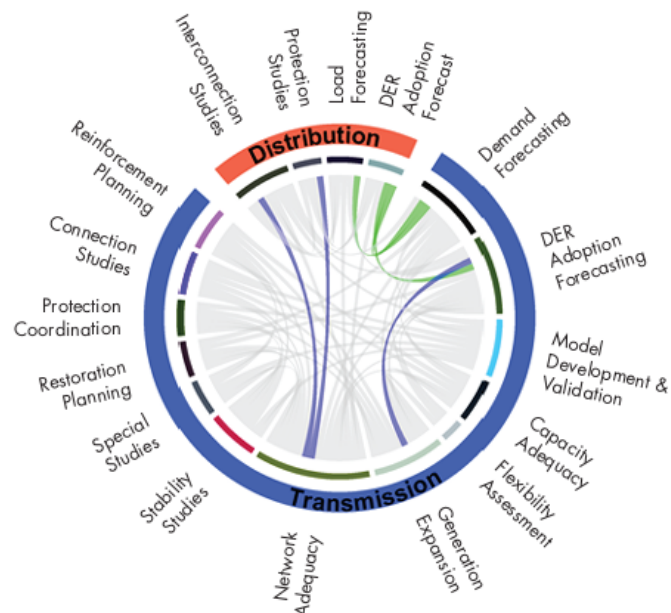 Interconnection
Studies
Protection
Studies
Load
Forecasting
DER
Adoption
Forecast
Demand
Forecasting
DER
Adoption
Forecasting
Model
Development &
Validation
Capacity
Adequacy
Flexibility
Assessment
Generation
Expansion
Network
Adequacy
Stability
Studies
Special
Studies
Restoration
Planning
Protection
Coordination
Connection
Studies
Reinforcement
Planning
Distribution
Transmission